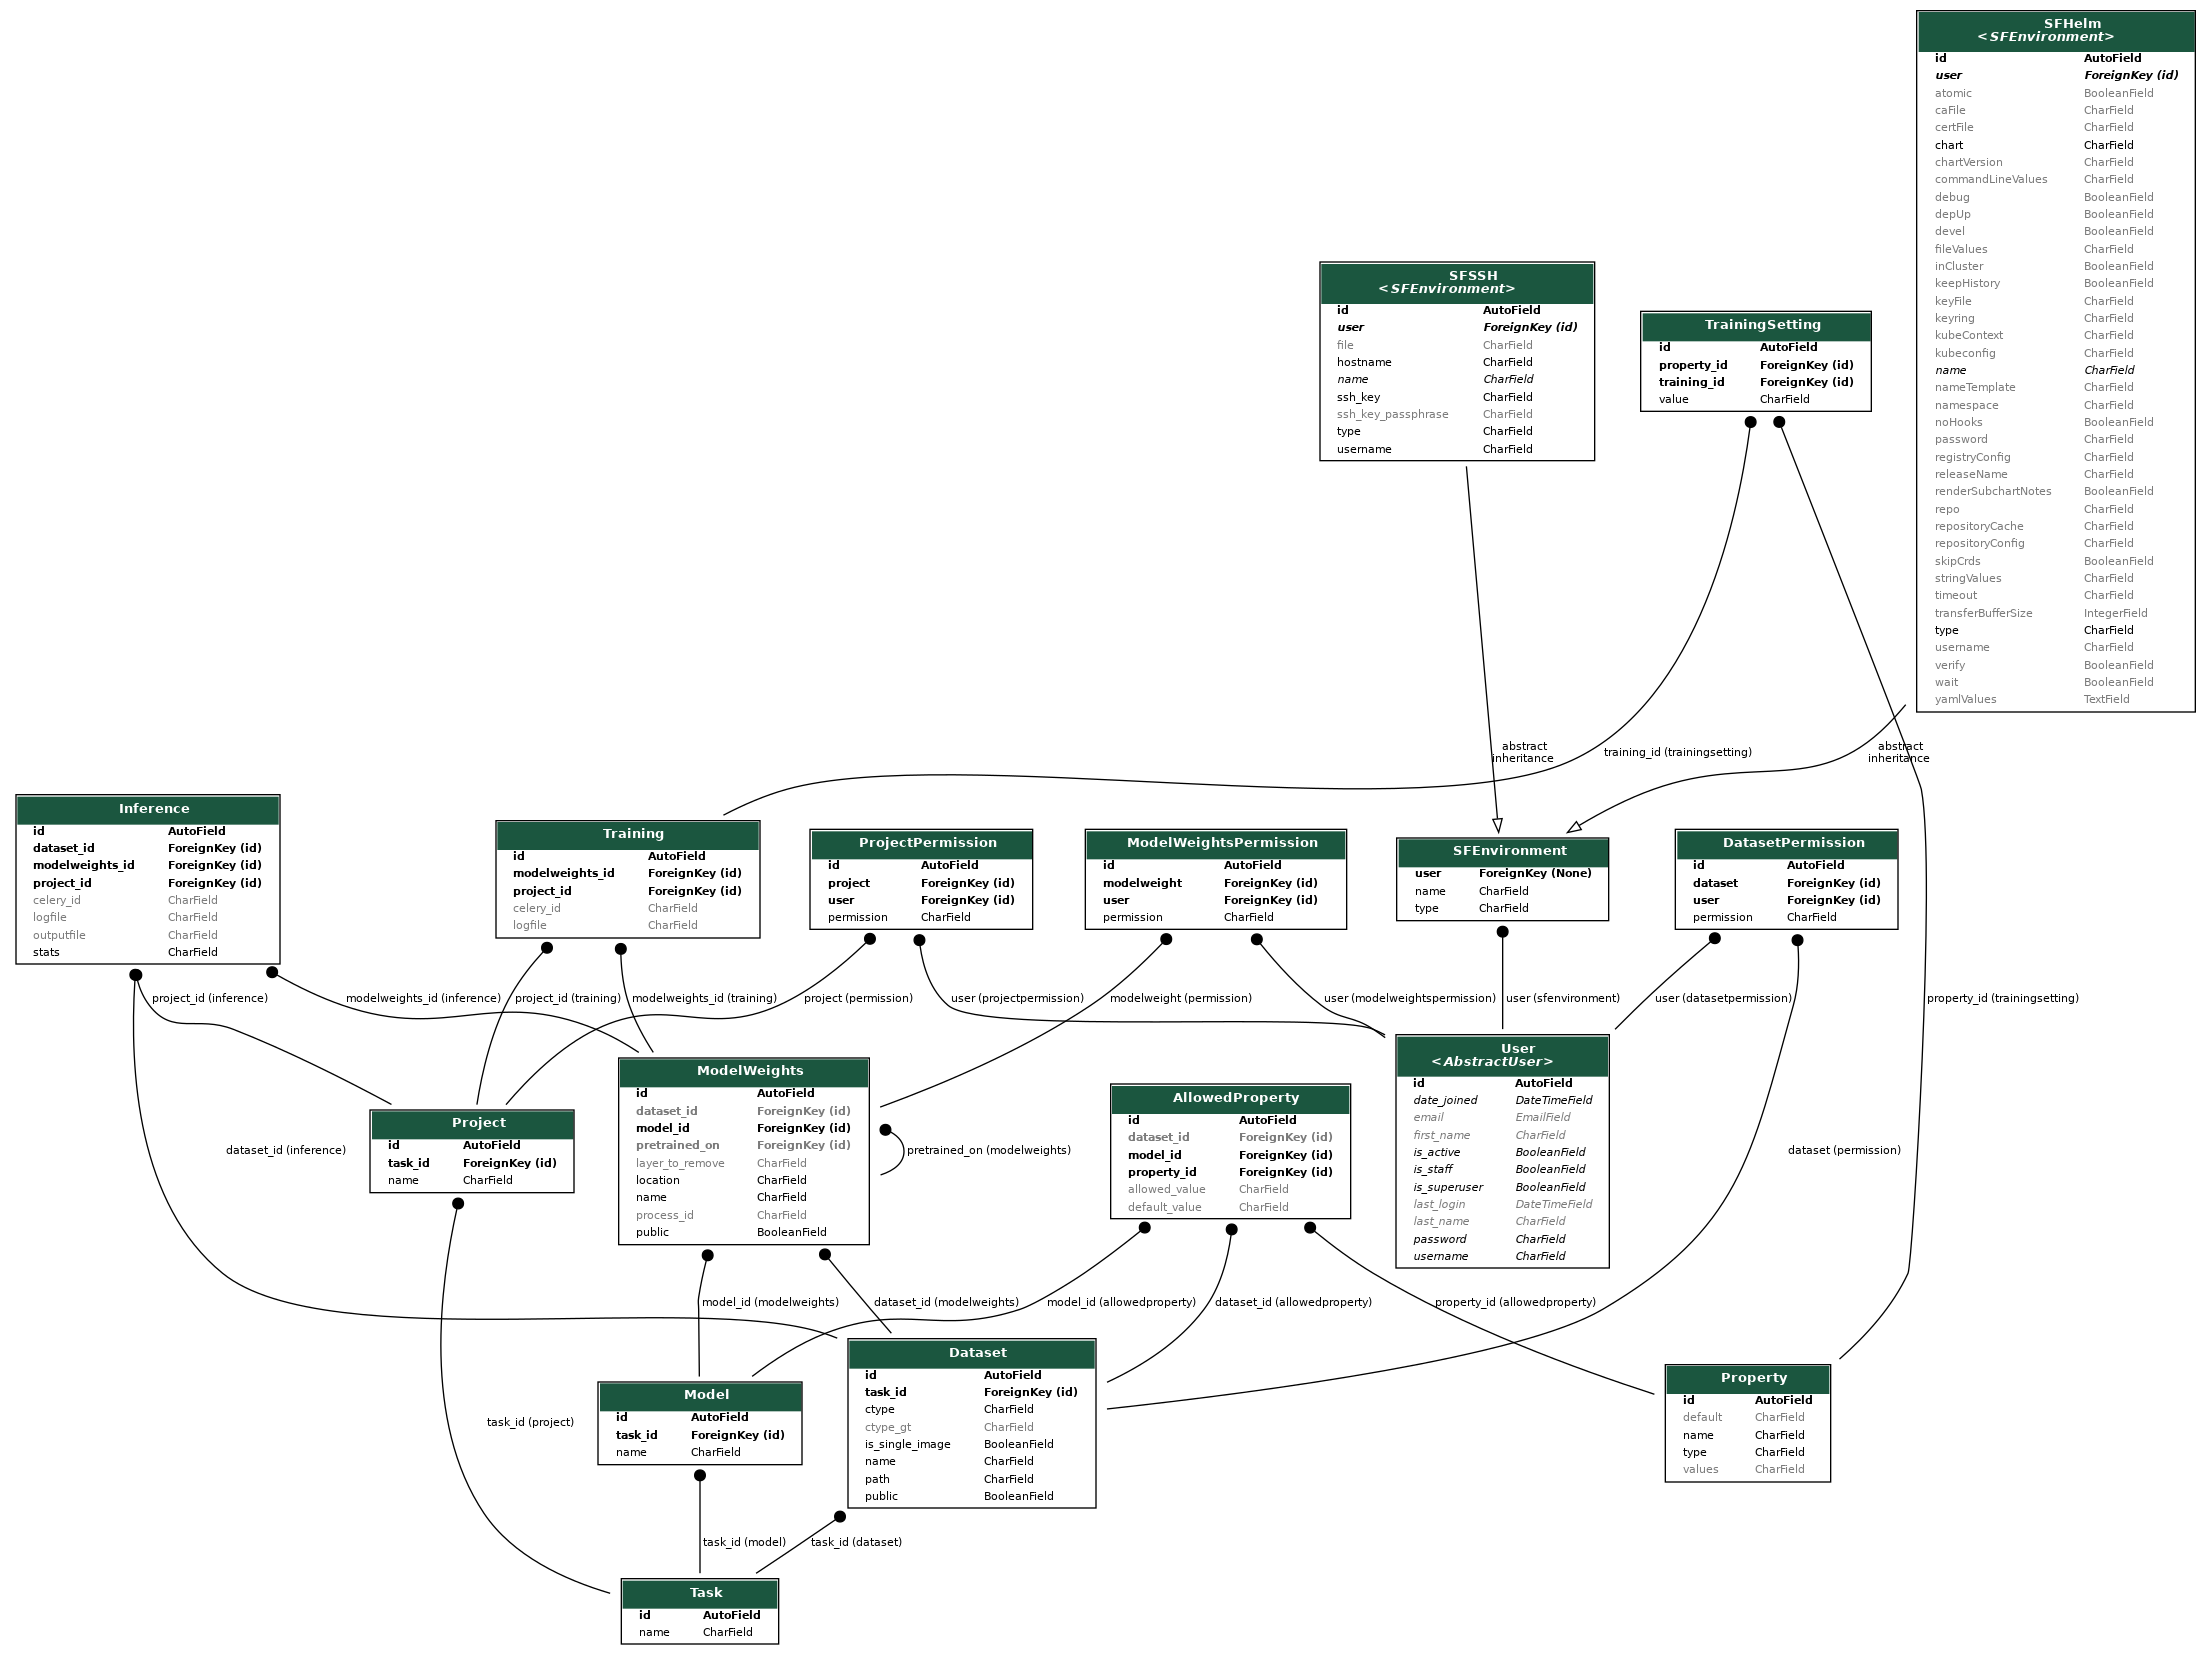 SFHelm
<SFEnvironment>
id AutoField
user ForeignKey (id)
atomic BooleanField
caFile CharField
certFile CharField
chart CharField
chartVersion CharField
commandLineValues CharField
debug BooleanField
depUp BooleanField
devel BooleanField
fileValues CharField
inCluster BooleanField
keepHistory BooleanField
keyFile CharField
keyring CharField
kubeContext CharField
kubeconfig CharField
name CharField
nameTemplate CharField
namespace CharField
noHooks BooleanField
password CharField
registryConfig CharField
releaseName CharField
renderSubchartNotes BooleanField
repo CharField
repositoryCache CharField
repositoryConfig CharField
skipCrds BooleanField
stringValues CharField
timeout CharField
transferBufferSize IntegerField
type CharField
username CharField
verify BooleanField
wait BooleanField
yamlValues TextField
SFSSH
<SFEnvironment>
id AutoField
user ForeignKey (id)
file CharField
hostname CharField
name CharField
ssh_key CharField
ssh_key_passphrase CharField
type CharField
username CharField
TrainingSetting
id AutoField
property_id ForeignKey (id)
training_id ForeignKey (id)
value CharField
abstract
inheritance
training_id (trainingsetting)
abstract
inheritance
Inference
id AutoField
dataset_id ForeignKey (id)
modelweights_id ForeignKey (id)
project_id ForeignKey (id)
celery_id CharField
logfile CharField
outputfile CharField
stats CharField
Training
id AutoField
modelweights_id ForeignKey (id)
project_id ForeignKey (id)
celery_id CharField
logfile CharField
ProjectPermission
id AutoField
project ForeignKey (id)
user ForeignKey (id)
permission CharField
ModelWeightsPermission
id AutoField
modelweight ForeignKey (id)
user ForeignKey (id)
permission CharField
SFEnvironment
user ForeignKey (None)
name CharField
type CharField
DatasetPermission
id AutoField
dataset ForeignKey (id)
user ForeignKey (id)
permission CharField
project_id (inference)
modelweights_id (inference)
project_id (training)
modelweights_id (training)
project (permission)
user (projectpermission)
modelweight (permission)
user (modelweightspermission)
user (sfenvironment)
user (datasetpermission)
property_id (trainingsetting)
Project
id AutoField
task_id ForeignKey (id)
name CharField
ModelWeights
id AutoField
dataset_id ForeignKey (id)
model_id ForeignKey (id)
pretrained_on ForeignKey (id)
layer_to_remove CharField
location CharField
name CharField
process_id CharField
public BooleanField
AllowedProperty
id AutoField
dataset_id ForeignKey (id)
model_id ForeignKey (id)
property_id ForeignKey (id)
allowed_value CharField
default_value CharField
User
<AbstractUser>
id AutoField
date_joined DateTimeField
email EmailField
first_name CharField
is_active BooleanField
is_staff BooleanField
is_superuser BooleanField
last_login DateTimeField
last_name CharField
password CharField
username CharField
dataset_id (inference)
pretrained_on (modelweights)
dataset (permission)
model_id (modelweights)
dataset_id (modelweights)
model_id (allowedproperty)
dataset_id (allowedproperty)
property_id (allowedproperty)
Model
id AutoField
task_id ForeignKey (id)
name CharField
Dataset
id AutoField
task_id ForeignKey (id)
ctype CharField
ctype_gt CharField
is_single_image BooleanField
name CharField
path CharField
public BooleanField
Property
id AutoField
default CharField
name CharField
type CharField
values CharField
task_id (project)
task_id (model)
task_id (dataset)
Task
id AutoField
name CharField